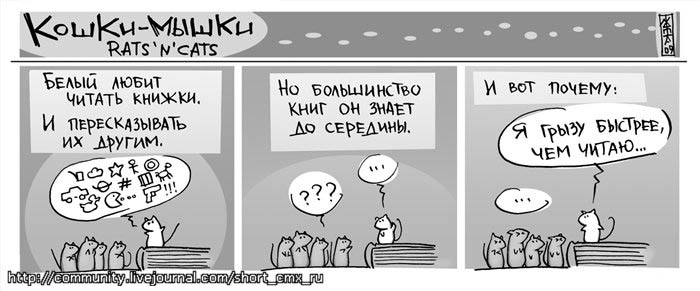 Кошки-мышки
RATS'N'CATS
09
Белый любит
читать книжки.
И пересказывать
их другим.
#
!!!
Но большинство
книг он знает
до середины.
???
...
И вот почему:
Я грызу быстрее,
чем читаю...
...
http://community.livejournal.com/short_cmx_ru